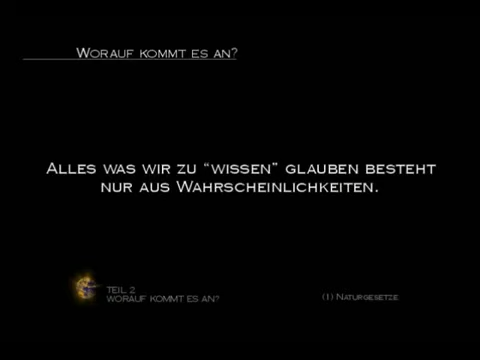 Worauf kommt es an?
Alles was wir zu “wissen” glauben besteht
nur aus Wahrscheinlichkeiten.
Teil 2
Worauf kommt es an?
(1) Naturgesetze